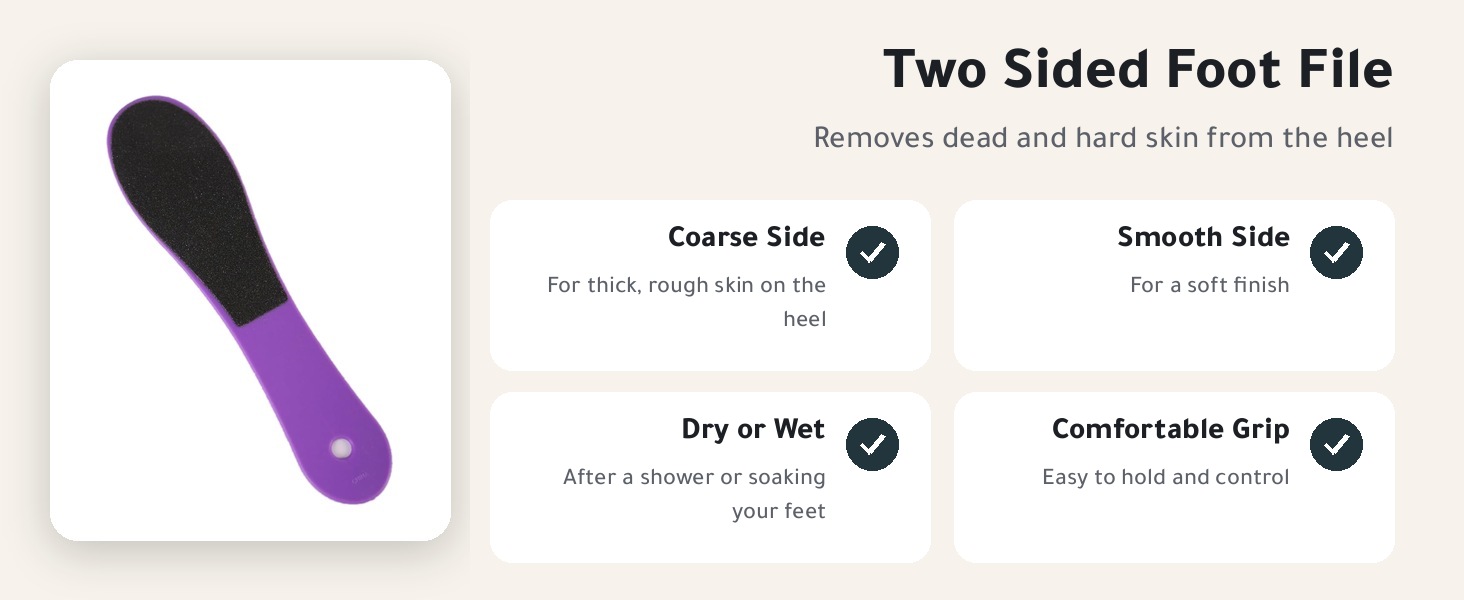 Two Sided Foot File
Removes dead and hard skin from the heel
Smooth Side
For a soft finish
Coarse Side
For thick, rough skin on the
heel
Comfortable Grip
Easy to hold and control
Dry or Wet
After a shower or soaking
your feet